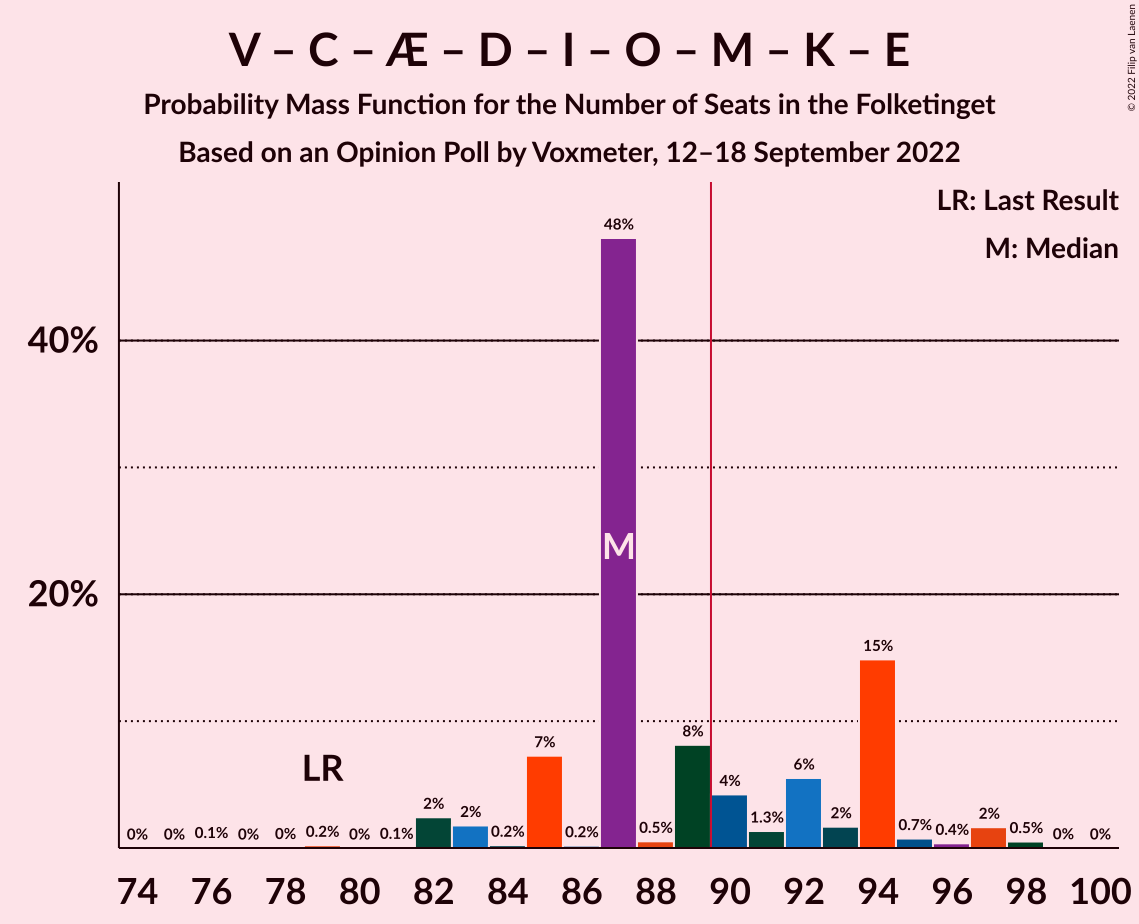 V – C – Æ – D – I – O – M – K – E
Probability Mass Function for the Number of Seats in the Folketinget
Based on an Opinion Poll by Voxmeter, 12–18 September 2022
© 2022 Filip van Laenen
LR: Last Result
M: Median
48%
40%
M
20%
15%
8%
7%
6%
LR
4%
2% 2% 1.3% 2% 0.7% 0.4% 2% 0.5%
0% 0% 0.1% 0% 0% 0.2% 0% 0.1% 0.2% 0.2% 0.5% 0% 0%
74 76 78 80 82 84 86 88 90 92 94 96 98 100